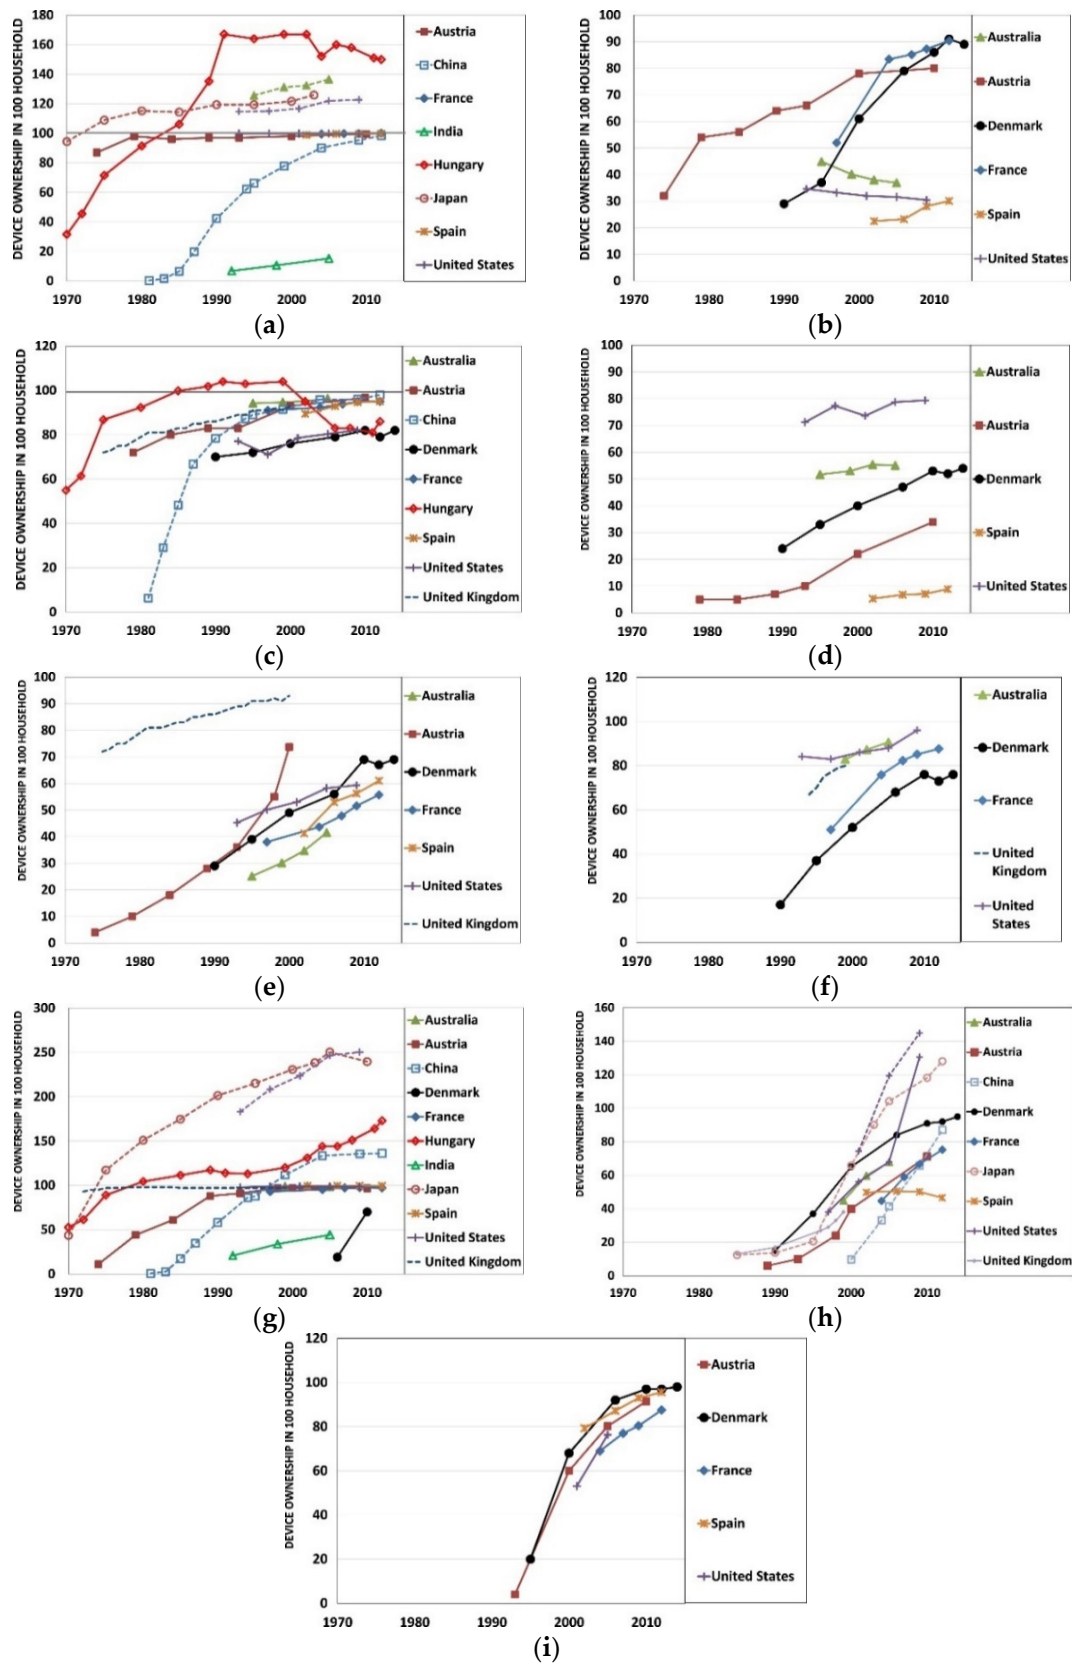 DEVICE OWNERSHIP IN 100 HOUSEHOLD
180
160
140
120
100
80
60
40
20
0
1970 1980 1990 2000 2010
Austria
China
France
India
Hungary
Japan
Spain
United States
(a)
DEVICE OWNERSHIP IN 100 HOUSEHOLD
100
90
80
70
60
50
40
30
20
10
0
1970 1980 1990 2000 2010
Australia
Austria
Denmark
France
Spain
United States
(b)
DEVICE OWNERSHIP IN 100 HOUSEHOLD
120
100
80
60
40
20
0
1970 1980 1990 2000 2010
Australia
Austria
China
Denmark
France
Hungary
Spain
United States
United Kingdom
(c)
DEVICE OWNERSHIP IN 100 HOUSEHOLD
100
90
80
70
60
50
40
30
20
10
0
1970 1980 1990 2000 2010
Australia
Austria
Denmark
Spain
United States
(d)
DEVICE OWNERSHIP IN 100 HOUSEHOLD
100
90
80
70
60
50
40
30
20
10
0
1970 1980 1990 2000 2010
Australia
Austria
Denmark
France
Spain
United States
United Kingdom
(e)
DEVICE OWNERSHIP IN 100 HOUSEHOLD
120
100
80
60
40
20
0
1970 1980 1990 2000 2010
Australia
Denmark
France
United
Kingdom
United
States
(f)
DEVICE OWNERSHIP IN 100 HOUSEHOLD
300
250
200
150
100
50
0
1970 1980 1990 2000 2010
Australia
Austria
China
Denmark
France
Hungary
India
Japan
Spain
United States
United Kingdom
(g)
DEVICE OWNERSHIP IN 100 HOUSEHOLD
160
140
120
100
80
60
40
20
0
1970 1980 1990 2000 2010
Australia
Austria
China
Denmark
France
Japan
Spain
United States
United Kingdom
(h)
DEVICE OWNERSHIP IN 100 HOUSEHOLD
120
100
80
60
40
20
0
1970 1980 1990 2000 2010
Austria
Denmark
France
Spain
United States
(i)